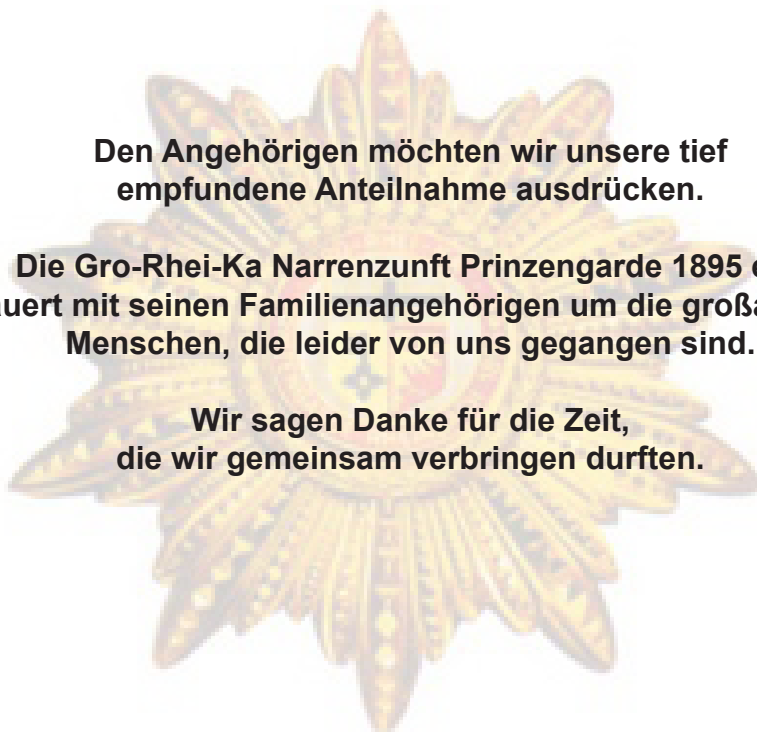 Den Angehörigen möchten wir unsere tief
empfundene Anteilnahme ausdrücken.
Die Gro-Rhei-Ka Narrenzunft Prinzengarde 1895 e
auert mit seinen Familienangehörigen um die großa
Menschen, die leider von uns gegangen sind.
Wir sagen Danke für die Zeit,
die wir gemeinsam verbringen durften.